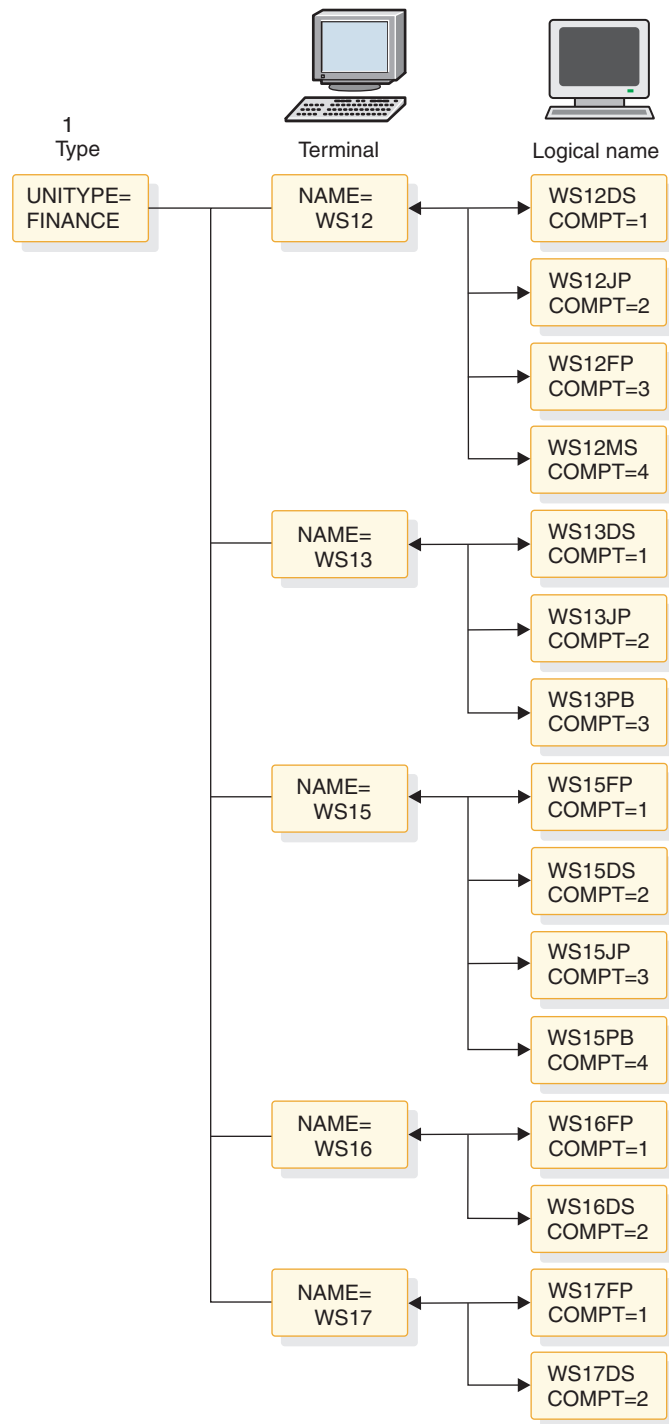 1
Type
Terminal
Logical name
UNITYPE=
FINANCE
NAME=
WS12
WS12DS
COMPT=1
WS12JP
COMPT=2
WS12FP
COMPT=3
WS12MS
COMPT=4
NAME=
WS13
WS13DS
COMPT=1
WS13JP
COMPT=2
WS13PB
COMPT=3
NAME=
WS15
WS15FP
COMPT=1
WS15DS
COMPT=2
WS15JP
COMPT=3
WS15PB
COMPT=4
NAME=
WS16
WS16FP
COMPT=1
WS16DS
COMPT=2
NAME=
WS17
WS17FP
COMPT=1
WS17DS
COMPT=2